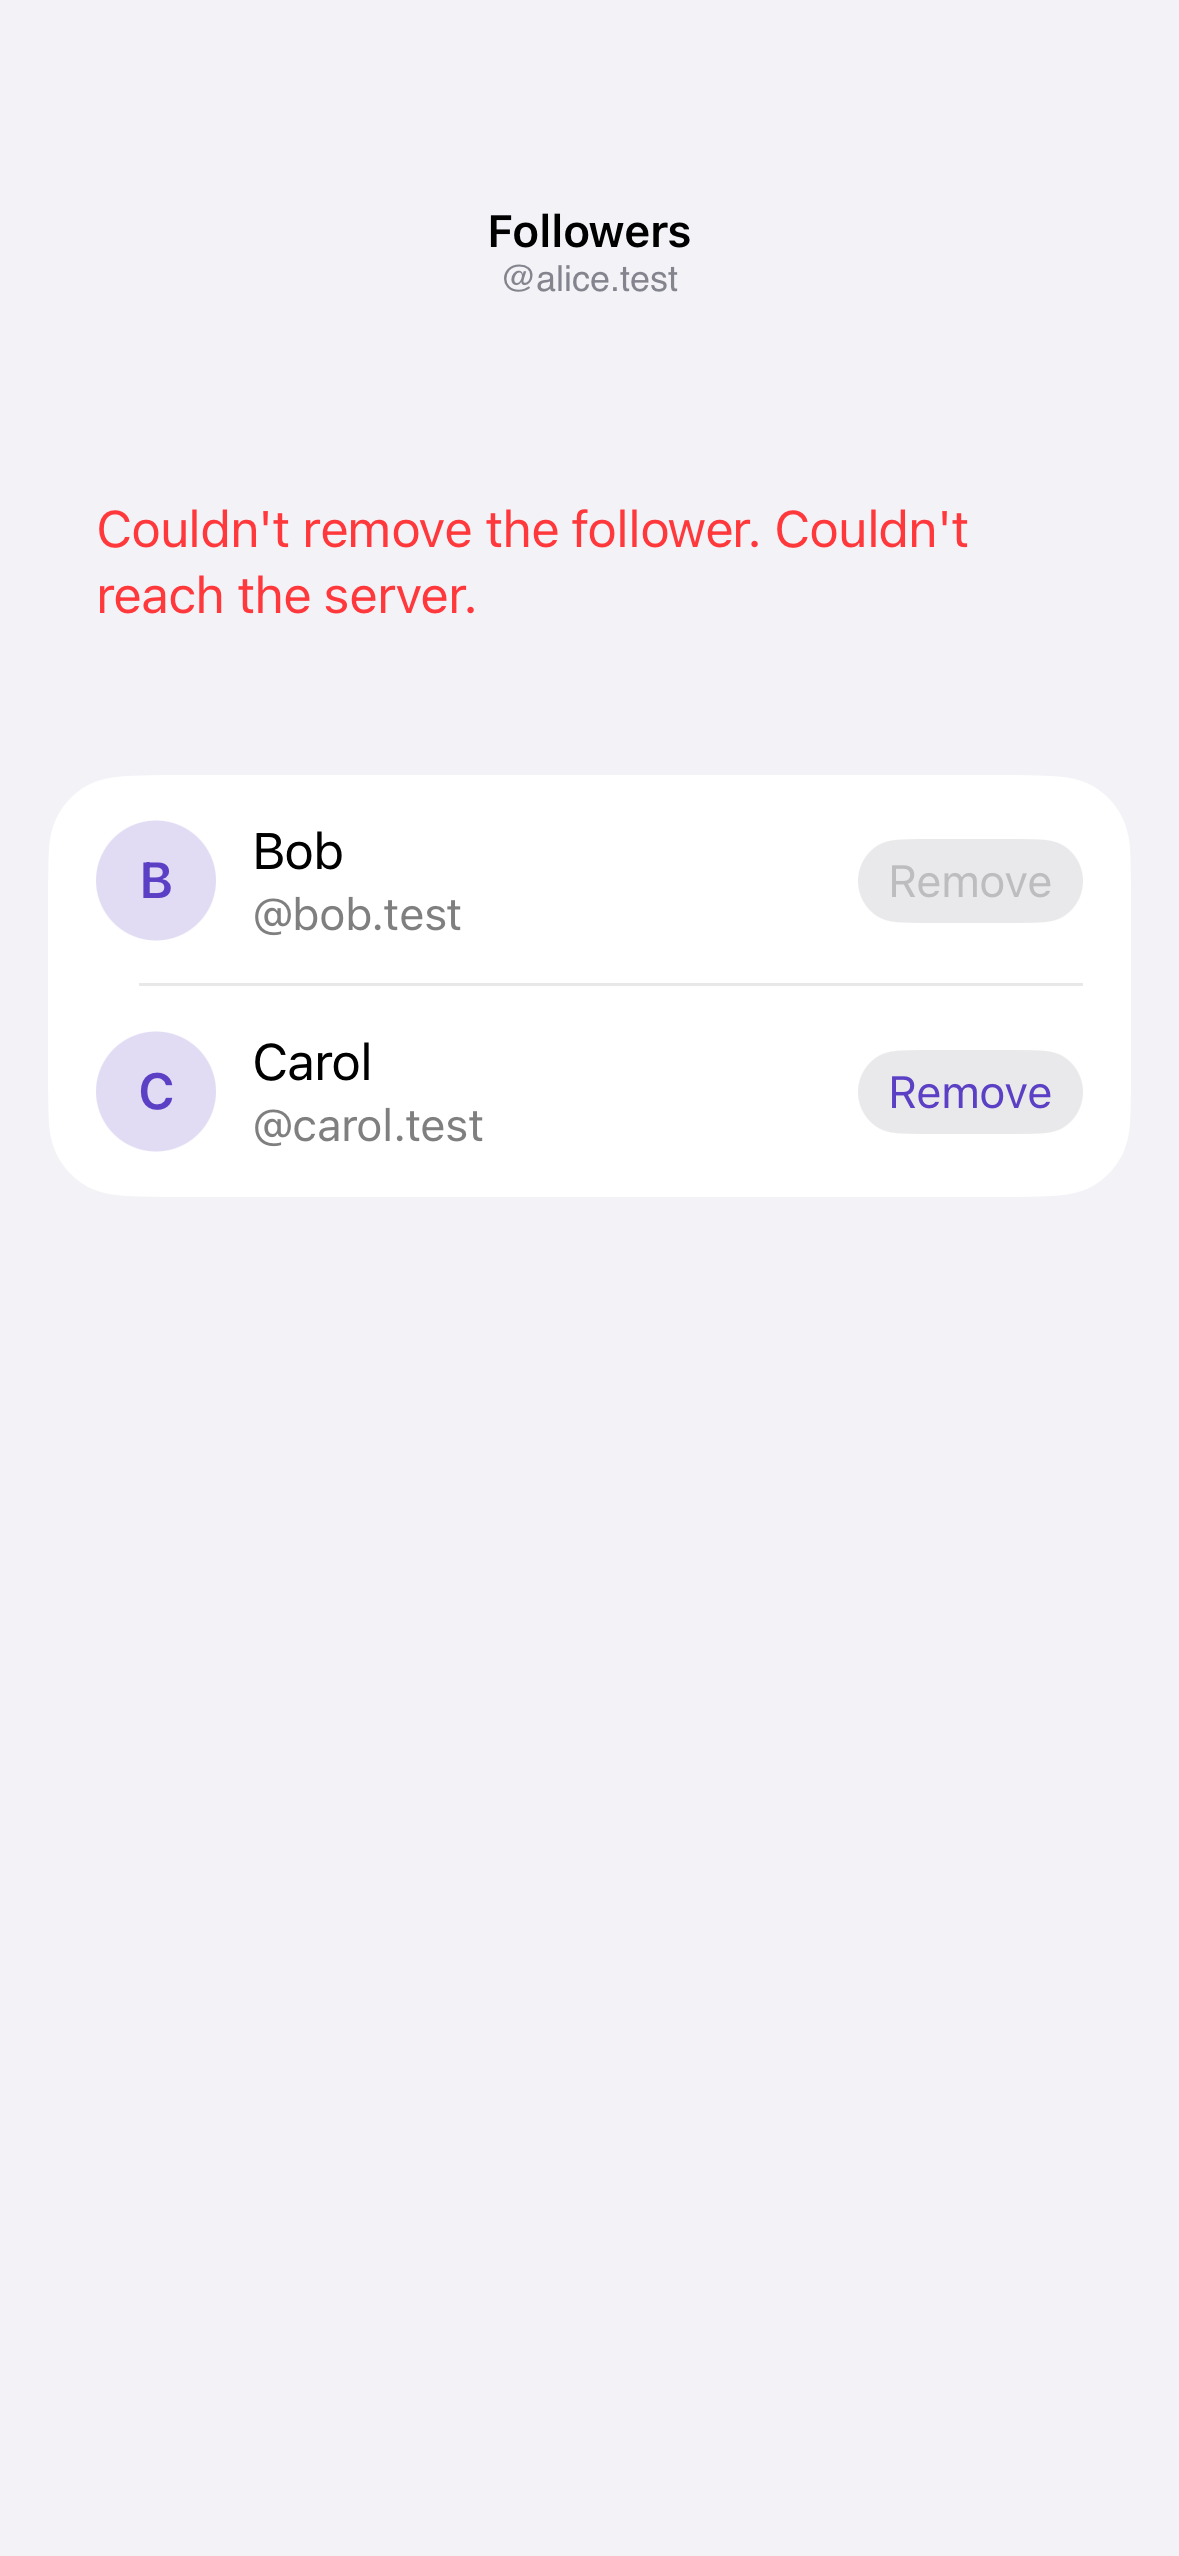 Followers
@alice.test
Couldn't remove the follower. Couldn't
reach the server.
B
Bob
@bob.test
Remove
C
Carol
@carol.test
Remove